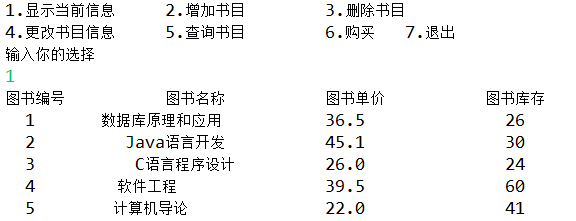 1.显示当前信息 2.增加书目 3.删除书目
4.更改书目信息 5.查询书目 6.购买 7.退出
输入你的选择
1
图书编号 图书名称 图书单价 图书库存
1 数据库原理和应用 36.5 26
2 Java语言开发 45.1 30
3 C语言程序设计 26.0 24
4 软件工程 39.5 60
5 计算机导论 22.0 41